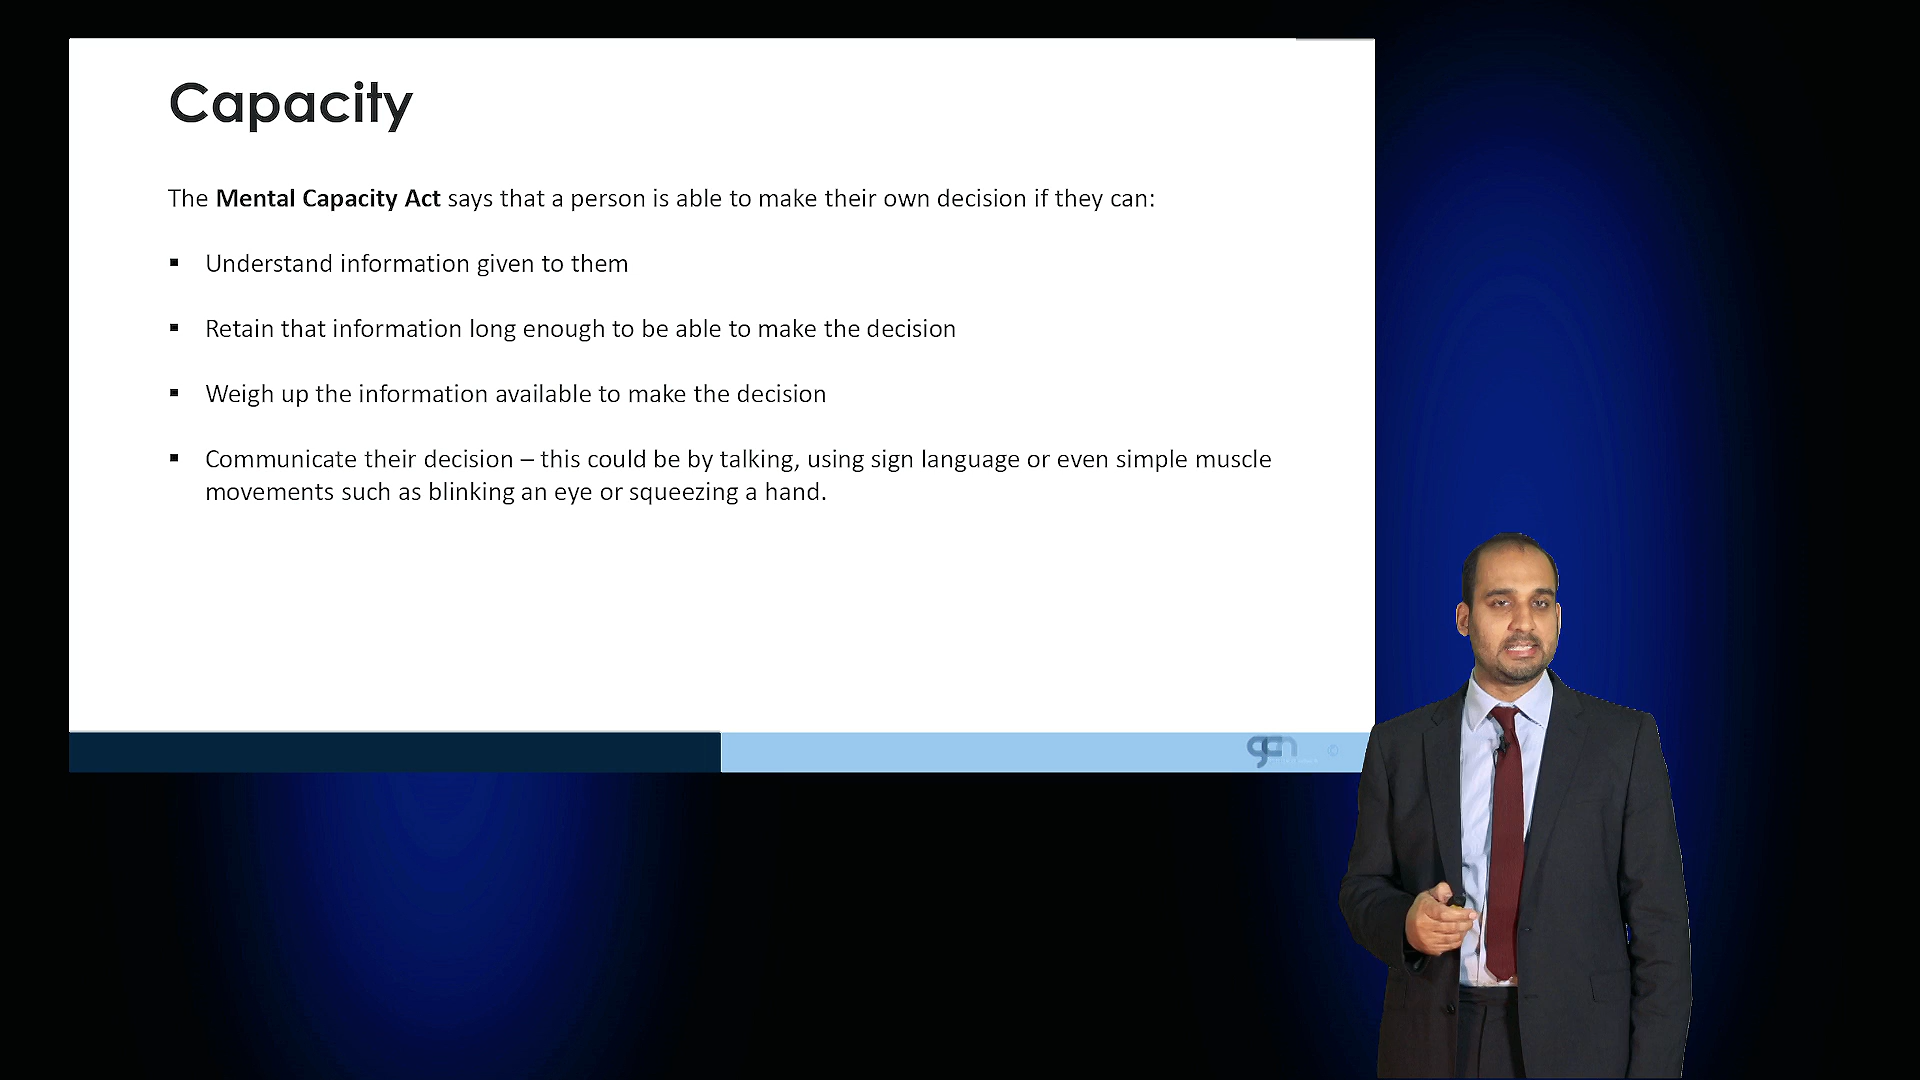 Capacity
The Mental Capacity Act says that a person is able to make their own decision if they can:
▪ Understand information given to them
▪ Retain that information long enough to be able to make the decision
▪ Weigh up the information available to make the decision
▪ Communicate their decision – this could be by talking, using sign language or even simple muscle
movements such as blinking an eye or squeezing a hand.
gen
©